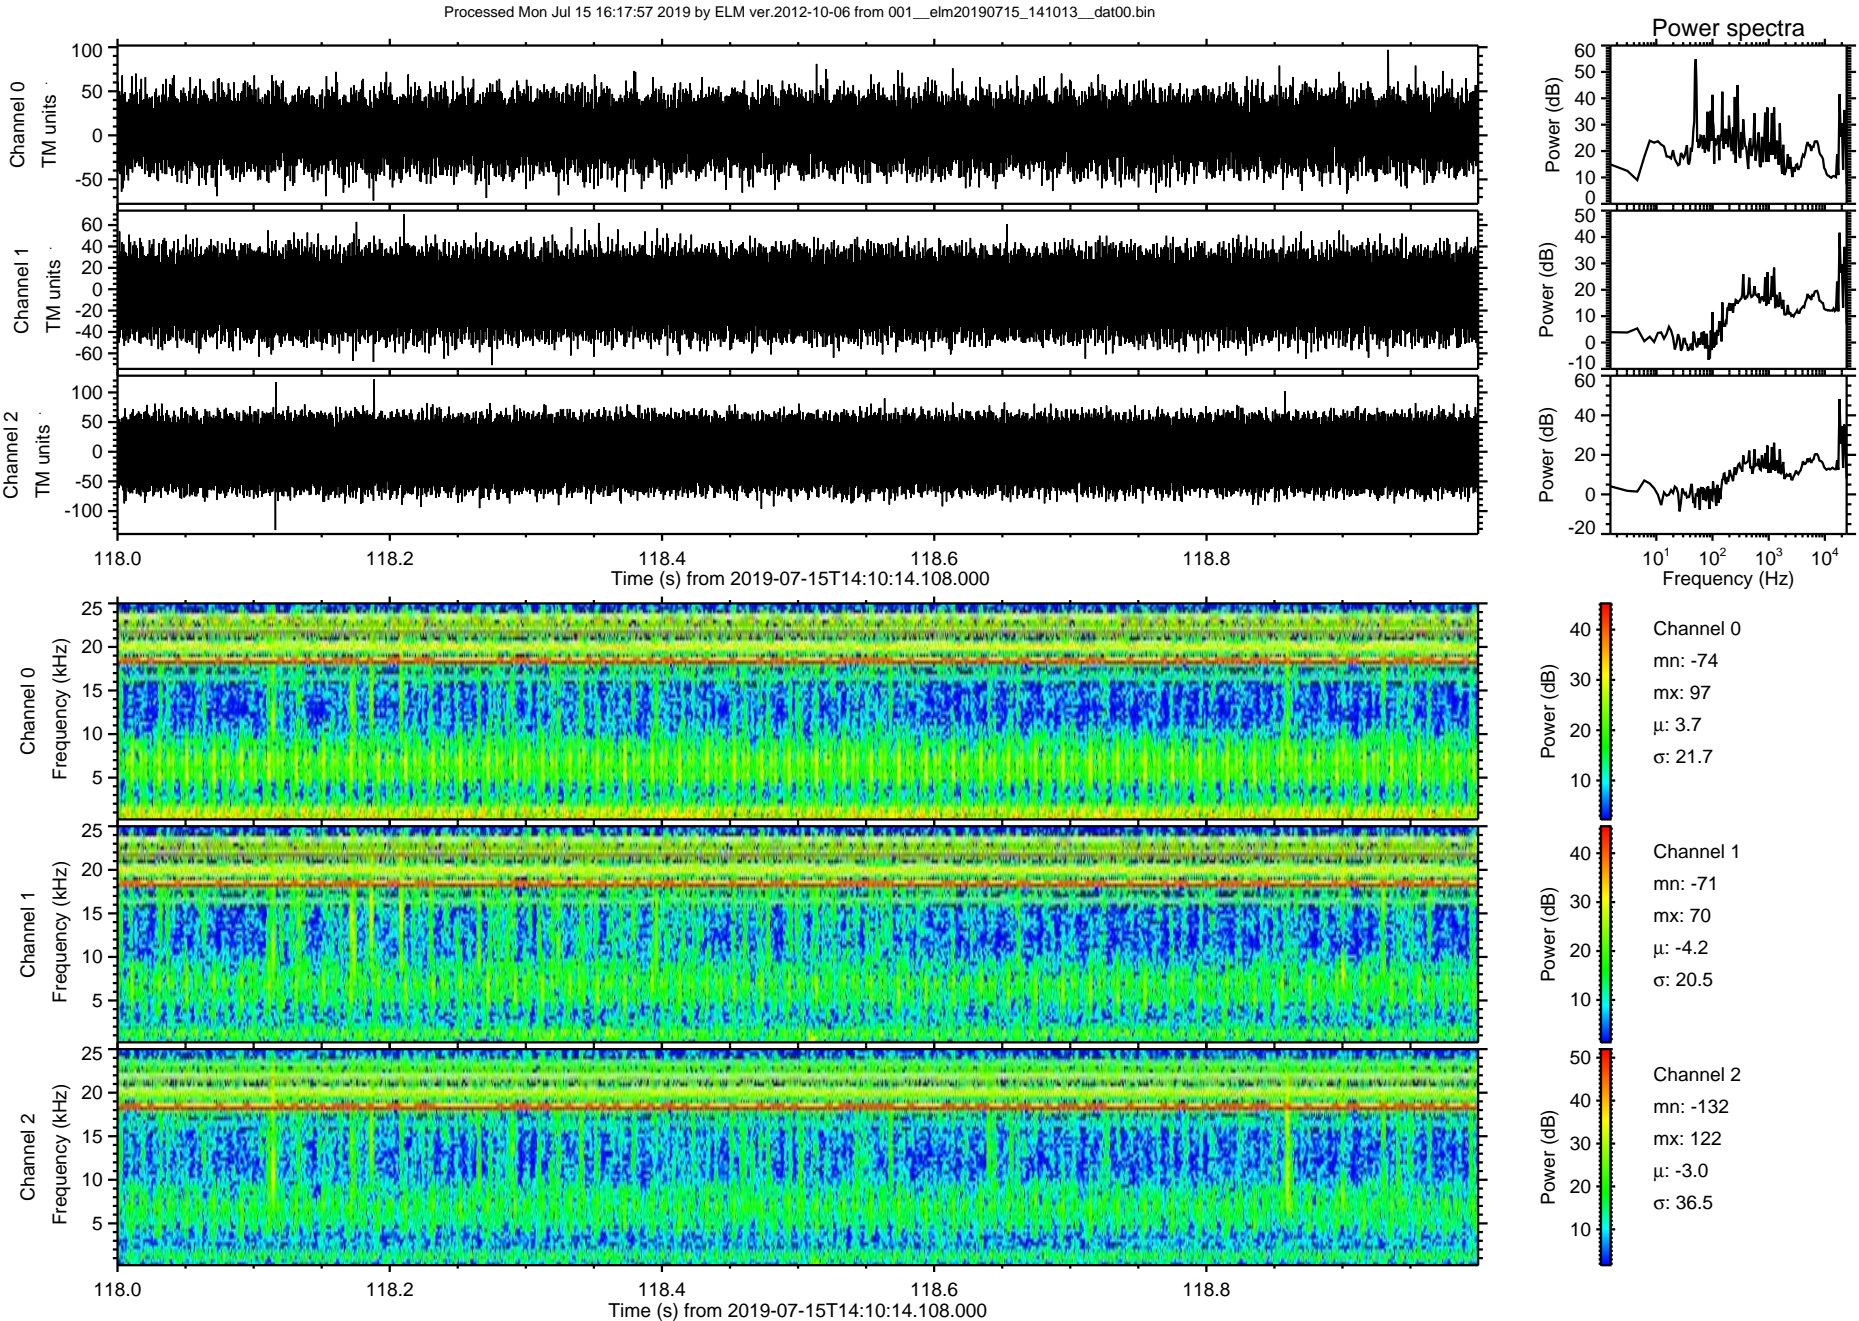 Processed Mon Jul 15 16:17:57 2019 by ELM ver.2012-10-06 from 001__elm20190715_141013__dat00.bin
Power spectra
Channel 0
TM units
100
50
0
-50
Power (dB)
60
50
40
30
20
10
0
Channel 1
TM units
60
40
20
0
-20
-40
-60
Power (dB)
50
40
30
20
10
0
-10
Channel 2
TM units
100
50
0
-50
-100
Power (dB)
60
40
20
0
-20
118.0 118.2 118.4 118.6 118.8
Time (s) from 2019-07-15T14:10:14.108.000
10¹ 10² 10³ 10⁴
Frequency (Hz)
Channel 0
Frequency (kHz)
25
20
15
10
5
Power (dB)
40
30
20
10
Channel 0
mn: -74
mx: 97
μ: 3.7
σ: 21.7
Channel 1
Frequency (kHz)
25
20
15
10
5
Power (dB)
40
30
20
10
Channel 1
mn: -71
mx: 70
μ: -4.2
σ: 20.5
Channel 2
Frequency (kHz)
25
20
15
10
5
Power (dB)
50
40
30
20
10
Channel 2
mn: -132
mx: 122
μ: -3.0
σ: 36.5
118.0 118.2 118.4 118.6 118.8
Time (s) from 2019-07-15T14:10:14.108.000